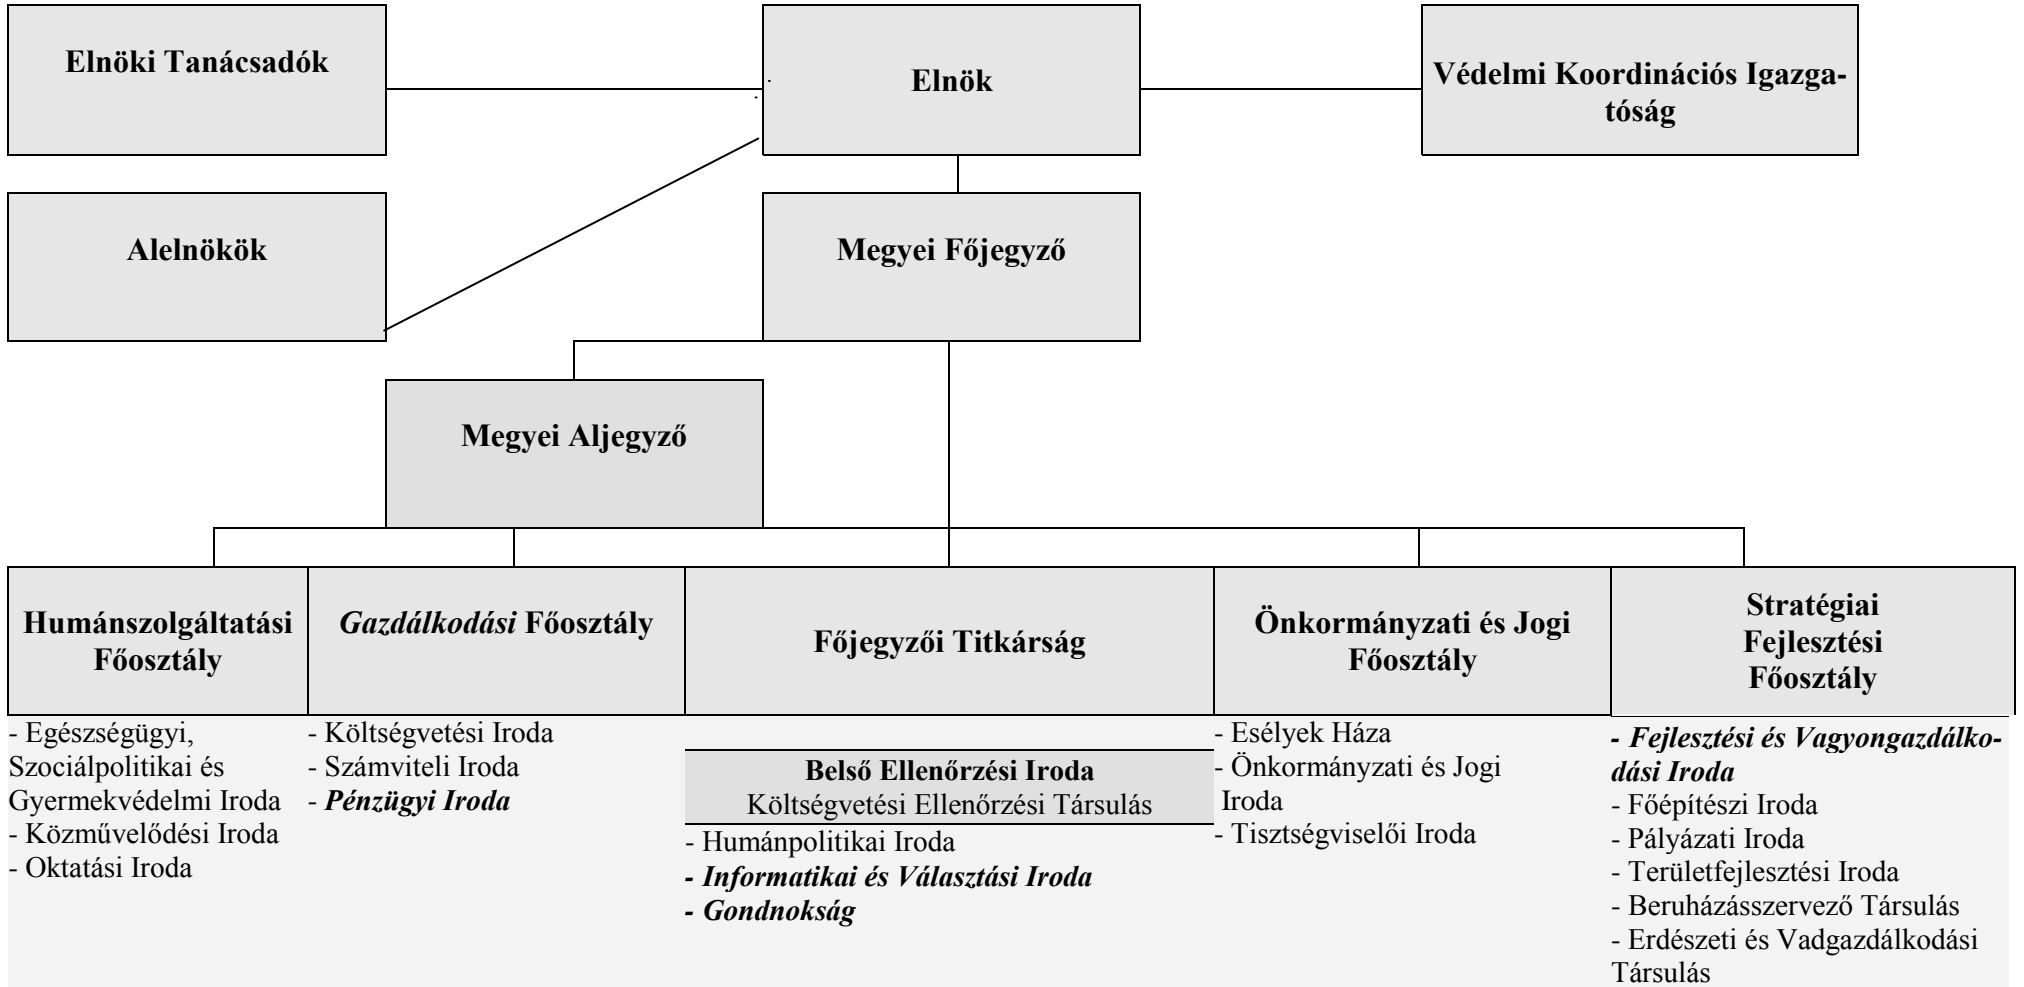 Elnöki Tanácsadók
Elnök
Védelmi Koordinációs Igazga-
tóság
Alelnökök
Megyei Főjegyző
Megyei Aljegyző
Humánszolgáltatási
Főosztály
Gazdálkodási Főosztály
Főjegyzői Titkárság
Önkormányzati és Jogi
Főosztály
Stratégiai
Fejlesztési
Főosztály
- Egészségügyi,
Szociálpolitikai és
Gyermekvédelmi Iroda
- Közművelődési Iroda
- Oktatási Iroda
- Költségvetési Iroda
- Számviteli Iroda
- Pénzügyi Iroda
Belső Ellenőrzési Iroda
Költségvetési Ellenőrzési Társulás
- Humánpolitikai Iroda
- Informatikai és Választási Iroda
- Gondnokság
- Esélyek Háza
- Önkormányzati és Jogi
Iroda
- Tisztségviselői Iroda
- Fejlesztési és Vagyongazdálko-
dási Iroda
- Főépítészi Iroda
- Pályázati Iroda
- Területfejlesztési Iroda
- Beruházásszervező Társulás
- Erdészeti és Vadgazdálkodási
Társulás